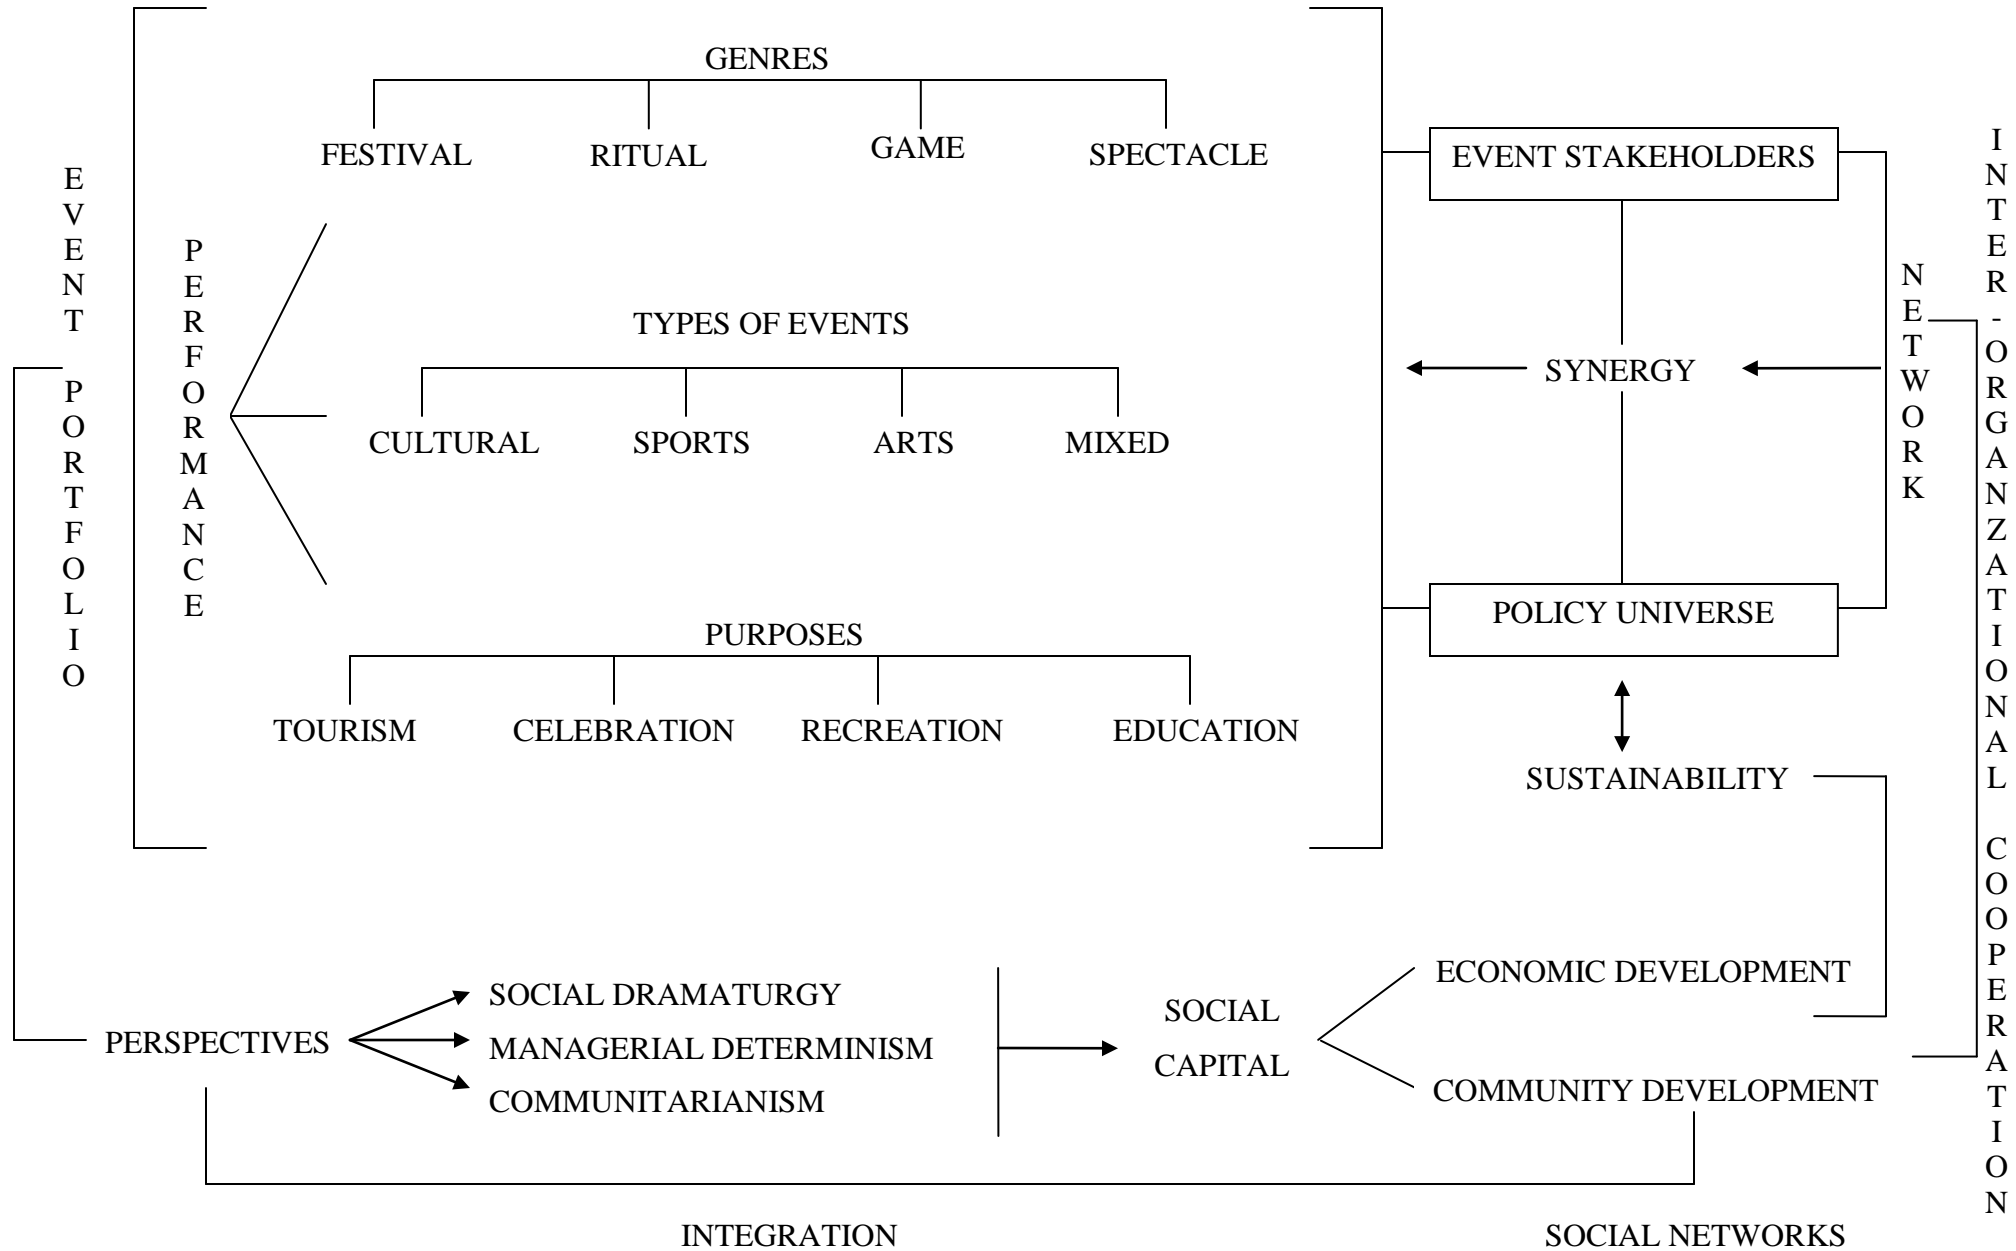 GENRES
FESTIVAL RITUAL GAME SPECTACLE
EVENT PORTFOLIO
PERFORMANCE
TYPES OF EVENTS
CULTURAL SPORTS ARTS MIXED
PURPOSES
TOURISM CELEBRATION RECREATION EDUCATION
EVENT STAKEHOLDERS
SYNERGY
POLICY UNIVERSE
SUSTAINABILITY
NETWORK
INTER-ORGANZATIONAL COOPERATION
PERSPECTIVES
SOCIAL DRAMATURGY
MANAGERIAL DETERMINISM
COMMUNITARIANISM
SOCIAL
CAPITAL
ECONOMIC DEVELOPMENT
COMMUNITY DEVELOPMENT
INTEGRATION SOCIAL NETWORKS